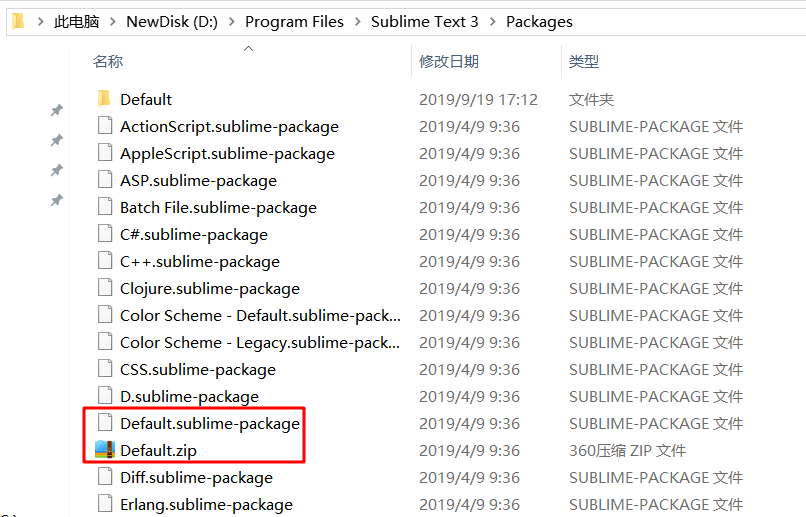 此电脑 > NewDisk (D:) > Program Files > Sublime Text 3 > Packages
名称 修改日期 类型
Default 2019/9/19 17:12 文件夹
ActionScript.sublime-package 2019/4/9 9:36 SUBLIME-PACKAGE 文件
AppleScript.sublime-package 2019/4/9 9:36 SUBLIME-PACKAGE 文件
ASP.sublime-package 2019/4/9 9:36 SUBLIME-PACKAGE 文件
Batch File.sublime-package 2019/4/9 9:36 SUBLIME-PACKAGE 文件
C#.sublime-package 2019/4/9 9:36 SUBLIME-PACKAGE 文件
C++.sublime-package 2019/4/9 9:36 SUBLIME-PACKAGE 文件
Clojure.sublime-package 2019/4/9 9:36 SUBLIME-PACKAGE 文件
Color Scheme - Default.sublime-pack... 2019/4/9 9:36 SUBLIME-PACKAGE 文件
Color Scheme - Legacy.sublime-pack... 2019/4/9 9:36 SUBLIME-PACKAGE 文件
CSS.sublime-package 2019/4/9 9:36 SUBLIME-PACKAGE 文件
D.sublime-package 2019/4/9 9:36 SUBLIME-PACKAGE 文件
Default.sublime-package 2019/4/9 9:36 SUBLIME-PACKAGE 文件
Default.zip 2019/4/9 9:36 360压缩 ZIP 文件
Diff.sublime-package 2019/4/9 9:36 SUBLIME-PACKAGE 文件
Erlang.sublime-package 2019/4/9 9:36 SUBLIME-PACKAGE 文件